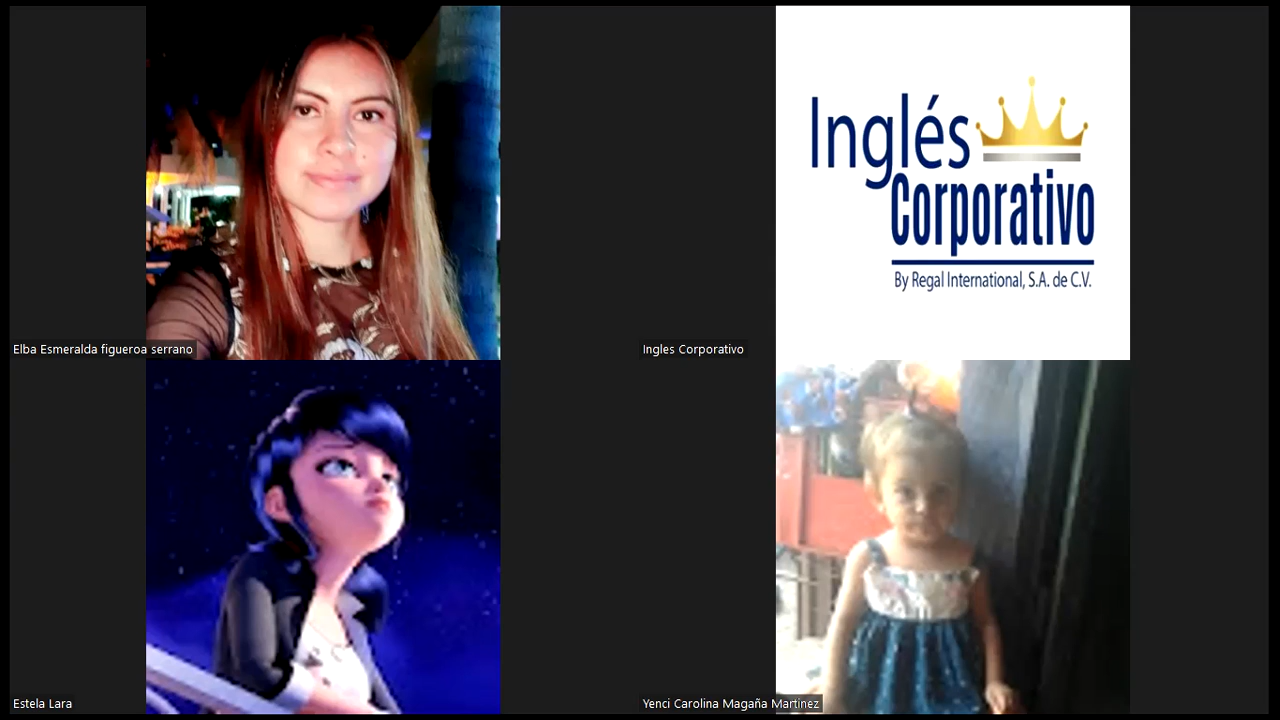 Inglés
Corporativo
By Regal International, S.A. de C.V.
Elba Esmeralda figueroa serrano
Ingles Corporativo
Estela Lara
Yenci Carolina Magaña Martinez